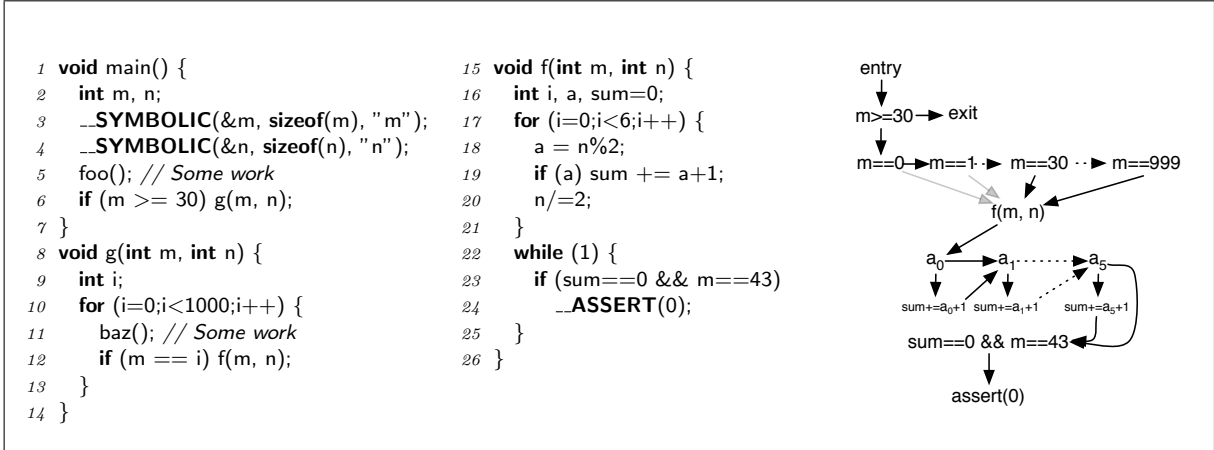 1 void main() {
2 int m, n;
3 __SYMBOLIC(&m, sizeof(m), "m");
4 __SYMBOLIC(&n, sizeof(n), "n");
5 foo(); // Some work
6 if (m >= 30) g(m, n);
7 }
8 void g(int m, int n) {
9 int i;
10 for (i=0;i<1000;i++) {
11 baz(); // Some work
12 if (m == i) f(m, n);
13 }
14 }
15 void f(int m, int n) {
16 int i, a, sum=0;
17 for (i=0;i<6;i++) {
18 a = n%2;
19 if (a) sum += a+1;
20 n/=2;
21 }
22 while (1) {
23 if (sum==0 && m==43)
24 __ASSERT(0);
25 }
26 }
entry
m>=30 exit
m==0 m==1 m==30 m==999
f(m, n)
a0 a1 a5
sum+=a0+1 sum+=a1+1 sum+=a5+1
sum==0 && m==43
assert(0)